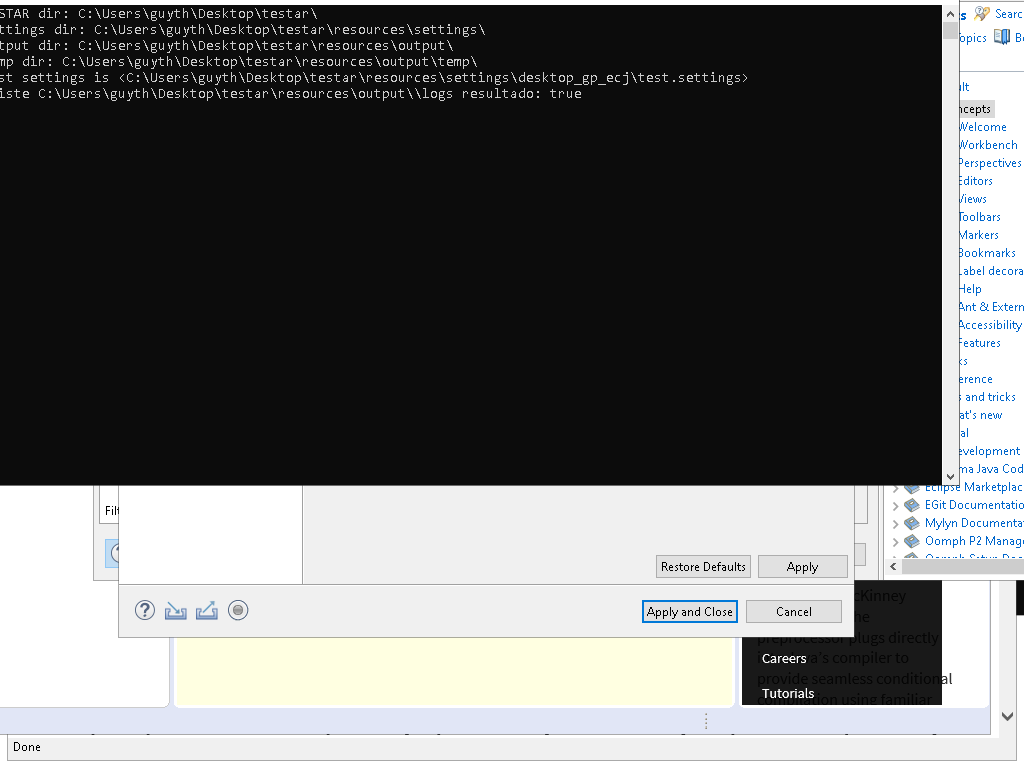 STAR dir: C:\Users\guyth\Desktop\testar\
ttings dir: C:\Users\guyth\Desktop\testar\resources\settings\
tput dir: C:\Users\guyth\Desktop\testar\resources\output\
mp dir: C:\Users\guyth\Desktop\testar\resources\output\temp\
st settings is <C:\Users\guyth\Desktop\testar\resources\settings\desktop_gp_ecj\test.settings>
iste C:\Users\guyth\Desktop\testar\resources\output\\logs resultado: true
s Searc
opics Bo
ult
ncepts
Welcome
Workbench
Perspectives
Editors
Views
Toolbars
Markers
Bookmarks
Label decora
Help
Ant & Extern
Accessibility
Features
ks
erence
s and tricks
at's new
al
evelopment
ma Java Cod
Eclipse Marketplac
EGit Documentatio
Mylyn Documenta
Oomph P2 Manag
Filt
Restore Defaults
Apply
Apply and Close
Cancel
cKinney
he
preprocessor plugs directly
Careers
's compiler to
provide seamless conditional
Tutorials
compilation using familiar
Done